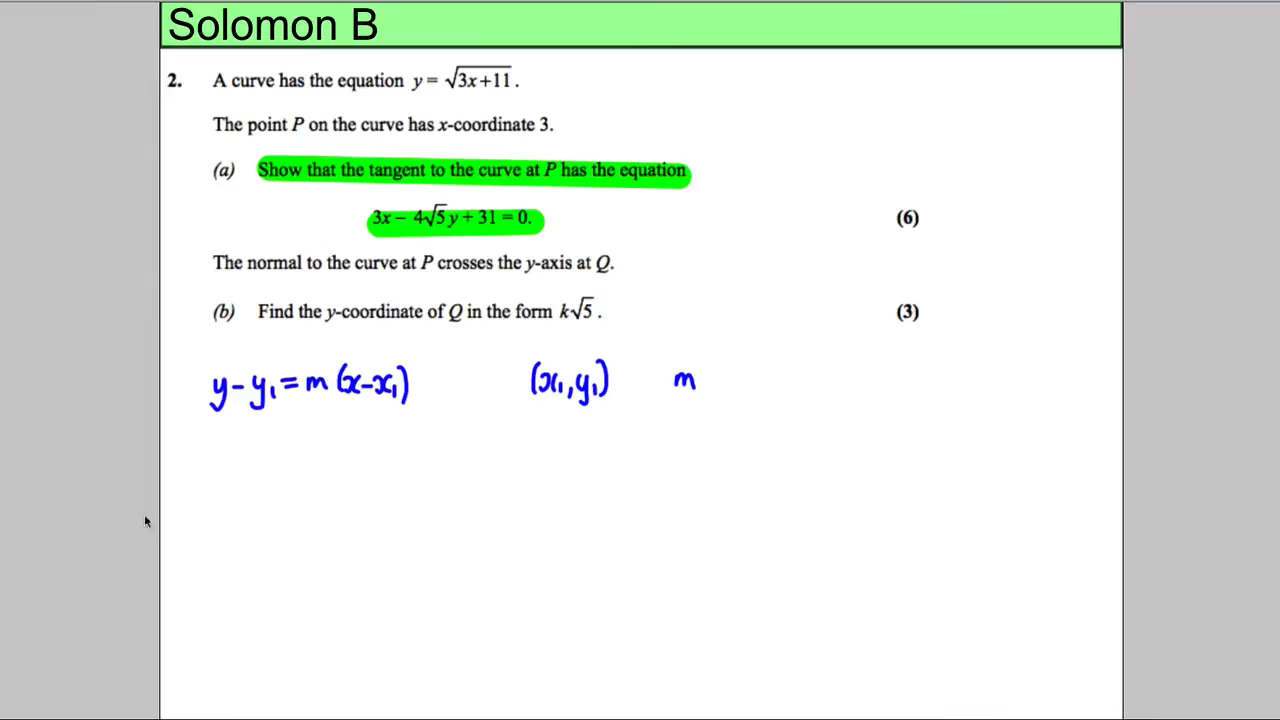 Solomon B
2. A curve has the equation y = √3x+11 .
The point P on the curve has x-coordinate 3.
(a) Show that the tangent to the curve at P has the equation
3x – 4√5 y + 31 = 0. (6)
The normal to the curve at P crosses the y-axis at Q.
(b) Find the y-coordinate of Q in the form k√5 . (3)
y - y₁ = m (x - x₁) (x₁, y₁) m